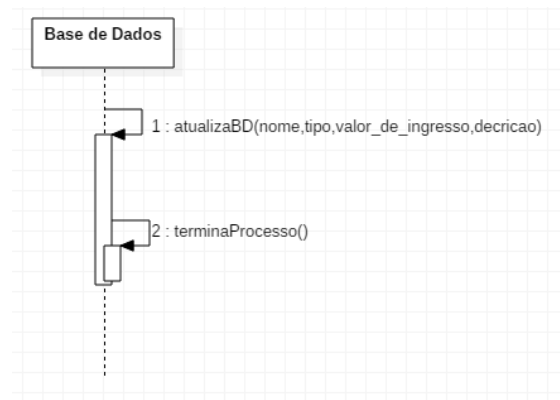 Base de Dados
1 : atualizaBD(nome,tipo,valor_de_ingresso,decricao)
2 : terminaProcesso()